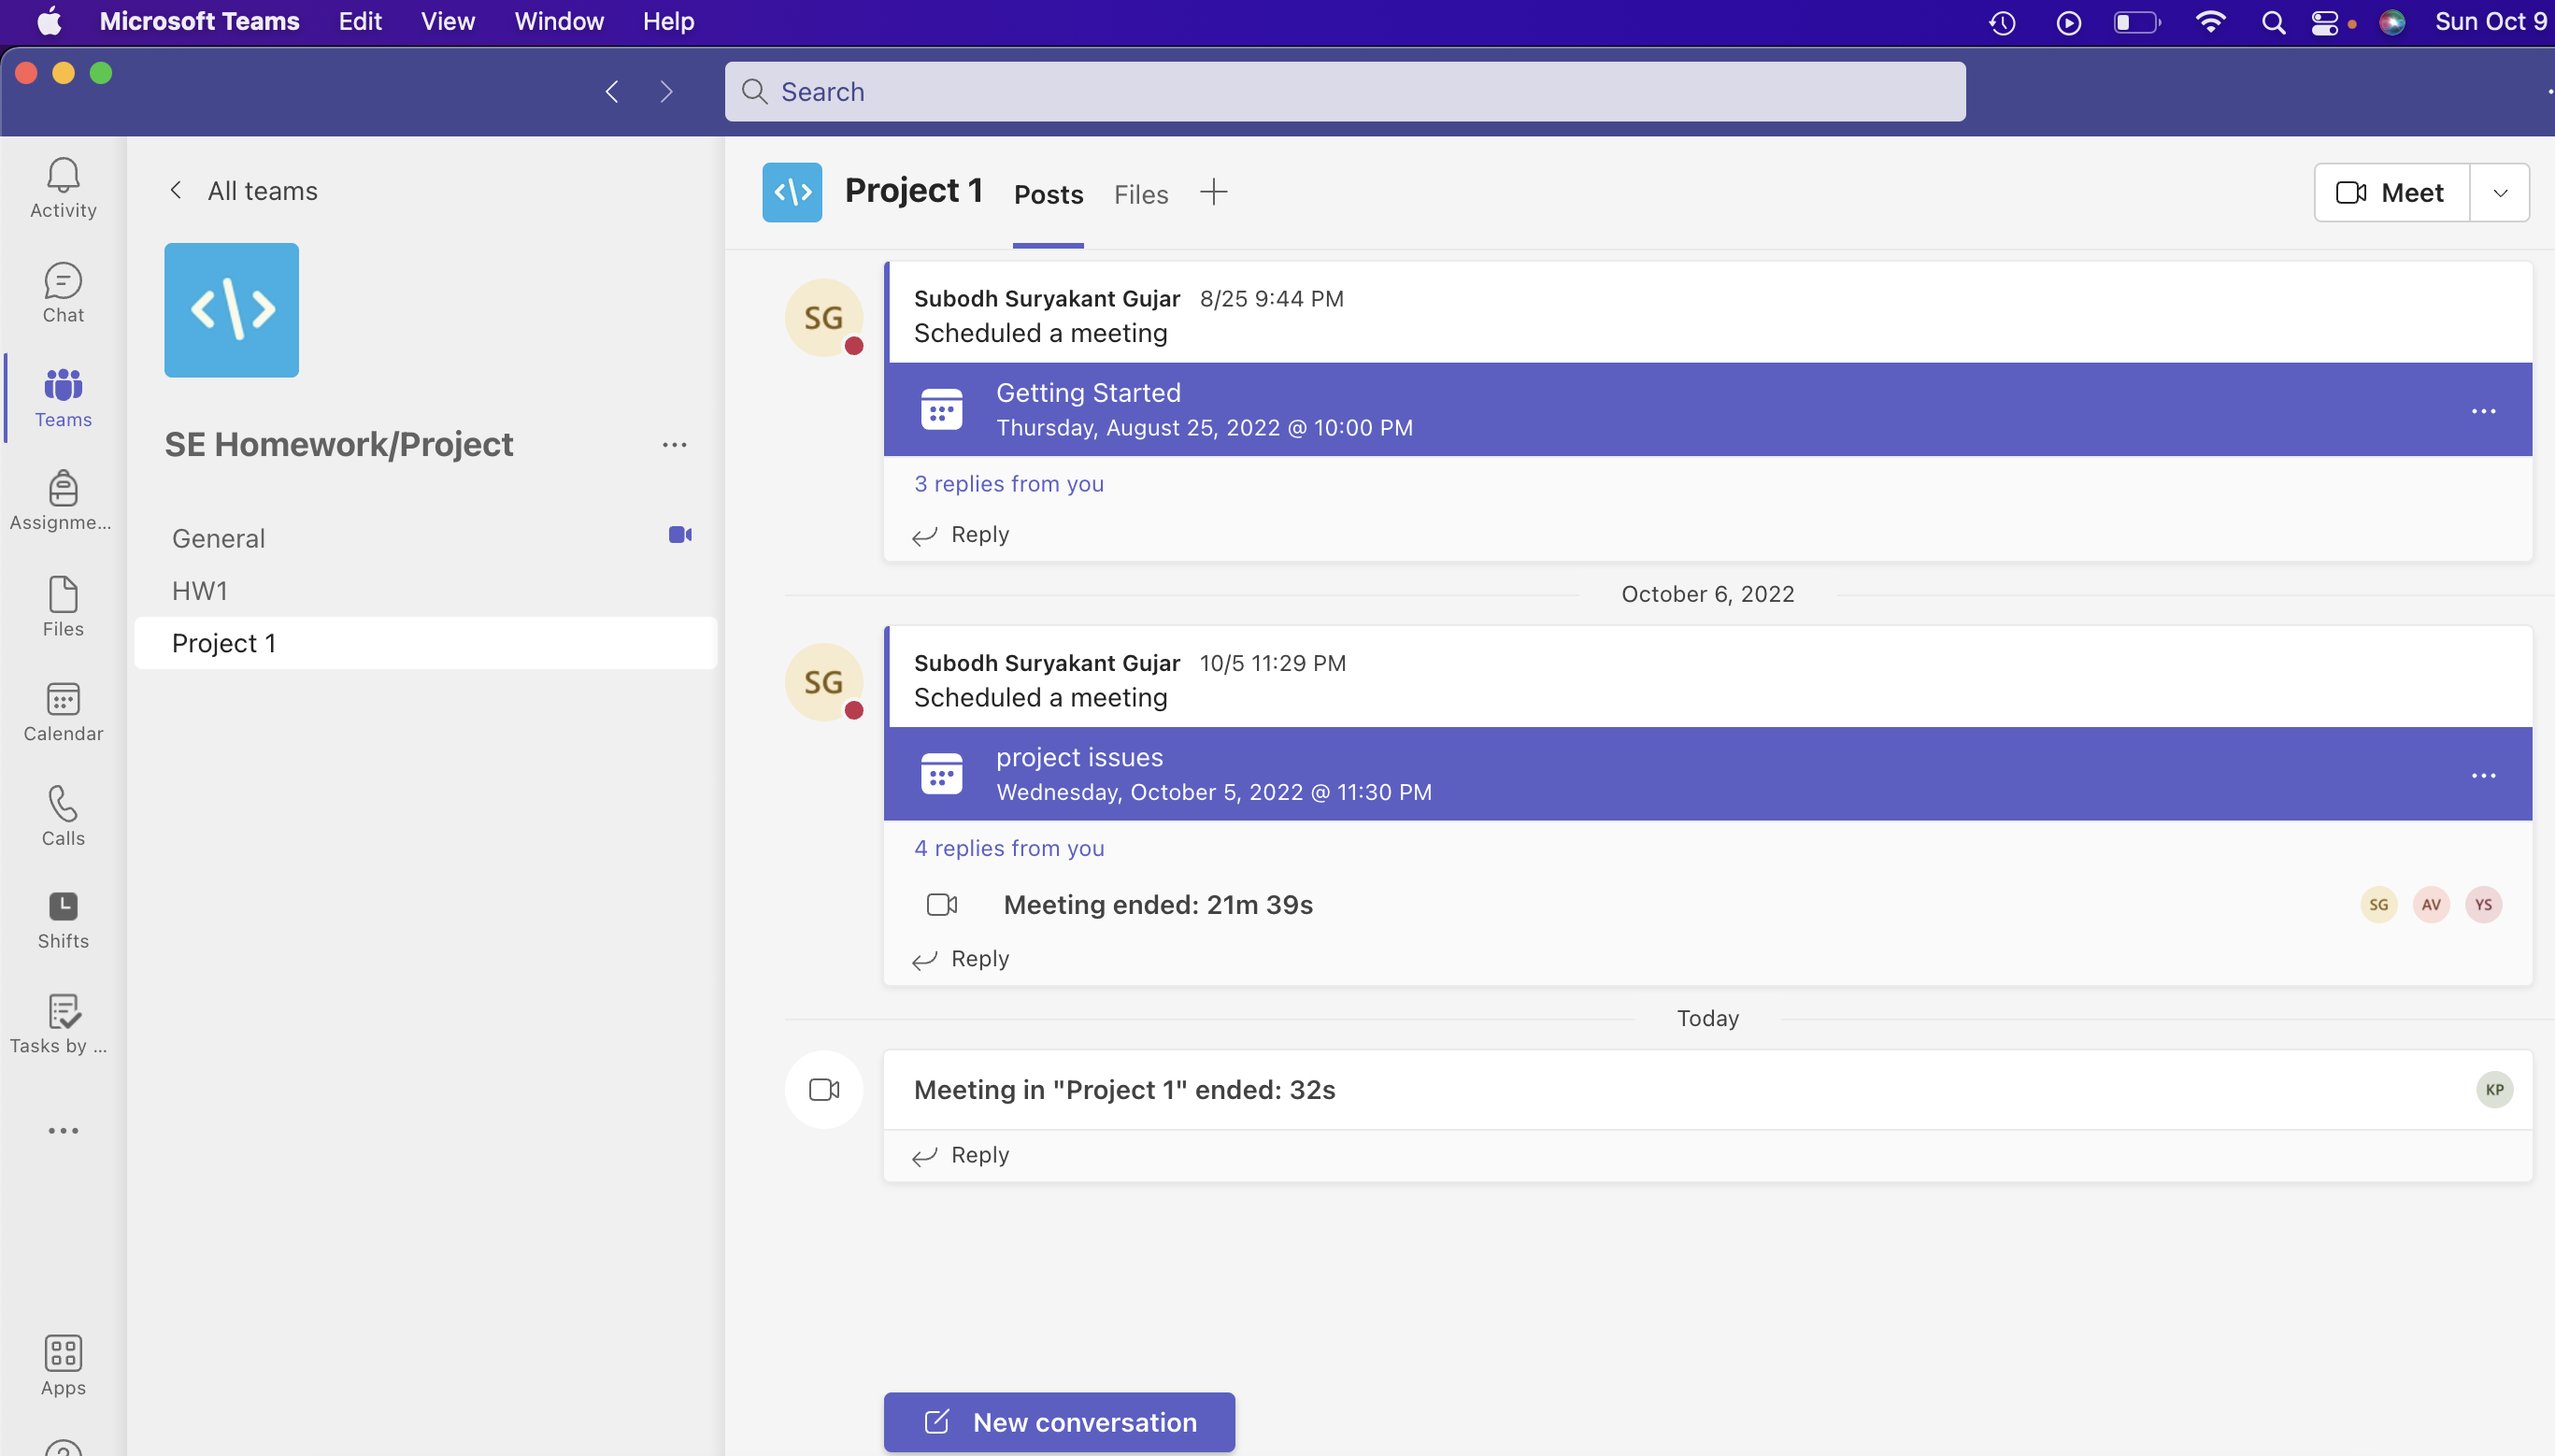 Microsoft Teams Edit View Window Help Sun Oct 9
Search
Activity
Chat
Teams
Assignme...
Files
Calendar
Calls
Shifts
Tasks by ...
Apps
All teams
</>
SE Homework/Project
General
HW1
Project 1
</> Project 1 Posts Files Meet
SG
Subodh Suryakant Gujar 8/25 9:44 PM
Scheduled a meeting
Getting Started
Thursday, August 25, 2022 @ 10:00 PM
3 replies from you
Reply
October 6, 2022
SG
Subodh Suryakant Gujar 10/5 11:29 PM
Scheduled a meeting
project issues
Wednesday, October 5, 2022 @ 11:30 PM
4 replies from you
Meeting ended: 21m 39s SG AV YS
Reply
Today
Meeting in "Project 1" ended: 32s KP
Reply
New conversation